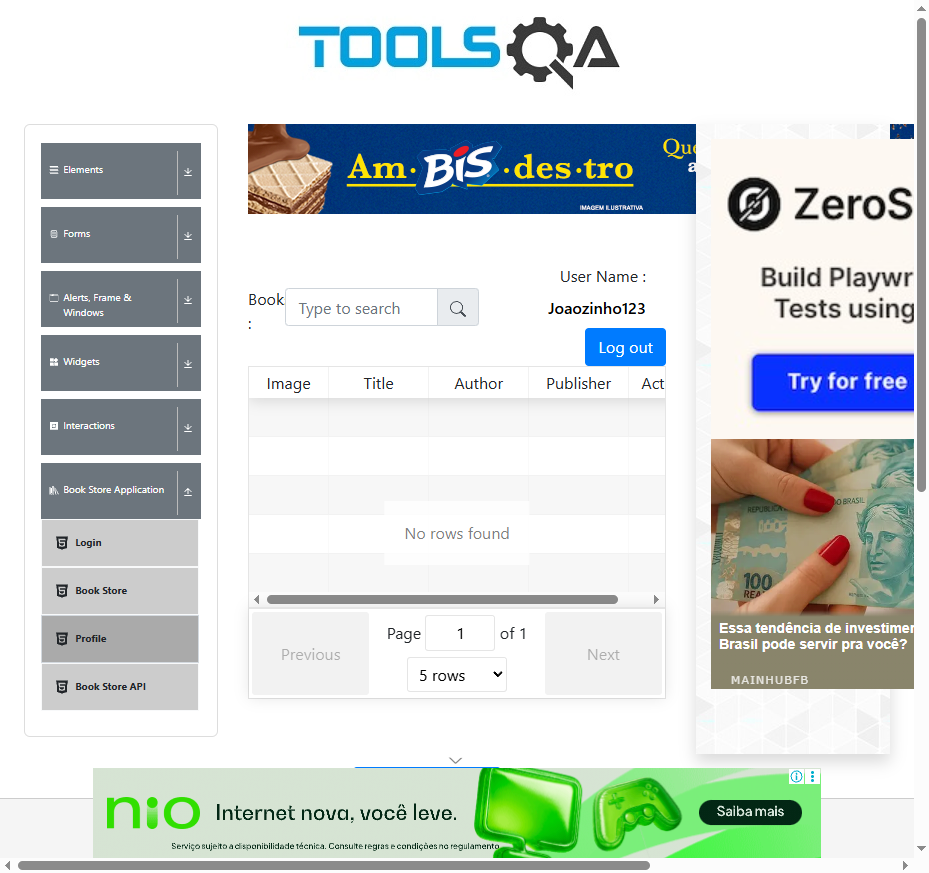 TOOLSQA
Elements
Forms
Alerts, Frame &
Windows
Widgets
Interactions
Book Store Application
Login
Book Store
Profile
Book Store API
Am·BIS·des·tro
Que
a
IMAGEM ILUSTRATIVA
User Name :
Book
:
Type to search
Joaozinho123
Log out
Image Title Author Publisher Act
No rows found
Previous
Page 1 of 1
5 rows
Next
ZeroS
Build Playwr
Tests using
Try for free
BRASIL
100
REA
Essa tendência de investimen
Brasil pode servir pra você?
MAINHUBFB
nio
Internet nova, você leve.
Saiba mais
Serviço sujeito a disponibilidade técnica. Consulte regras e condições no regulamento